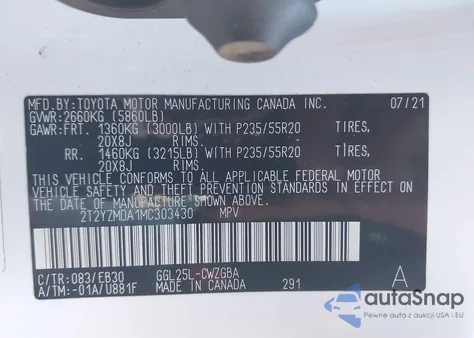 MFD.BY:TOYOTA MOTOR MANUFACTURING CANADA INC. 07/21
GVWR:2660KG (5860LB)
GAWR:FRT. 1360KG (3000LB) WITH P235/55R20 TIRES,
20X8J RIMS.
RR. 1460KG (3215LB) WITH P235/55R20 TIRES,
20X8J RIMS.
THIS VEHICLE CONFORMS TO ALL APPLICABLE FEDERAL MOTOR
VEHICLE SAFETY AND THEFT PREVENTION STANDARDS IN EFFECT ON
THE DATE OF MANUFACTURE SHOWN ABOVE.
2T2YZMDA1MC303430 MPV
C/TR:083/EB30 GGL25L-CWZGBA A
A/TM:-01A/U881F MADE IN CANADA 291
autoSnap
Pewne auta z aukcji USA i EU